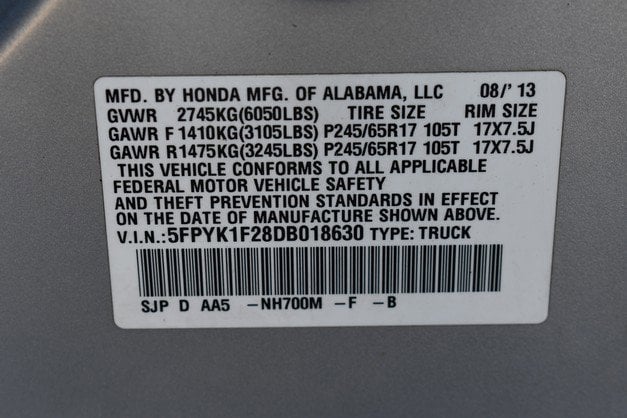 MFD. BY HONDA MFG. OF ALABAMA, LLC 08/'13
GVWR 2745KG(6050LBS) TIRE SIZE RIM SIZE
GAWR F 1410KG(3105LBS) P245/65R17 105T 17X7.5J
GAWR R1475KG(3245LBS) P245/65R17 105T 17X7.5J
THIS VEHICLE CONFORMS TO ALL APPLICABLE
FEDERAL MOTOR VEHICLE SAFETY
AND THEFT PREVENTION STANDARDS IN EFFECT
ON THE DATE OF MANUFACTURE SHOWN ABOVE.
V.I.N.:5FPYK1F28DB018630 TYPE: TRUCK
SJP D AA5 -NH700M -F -B